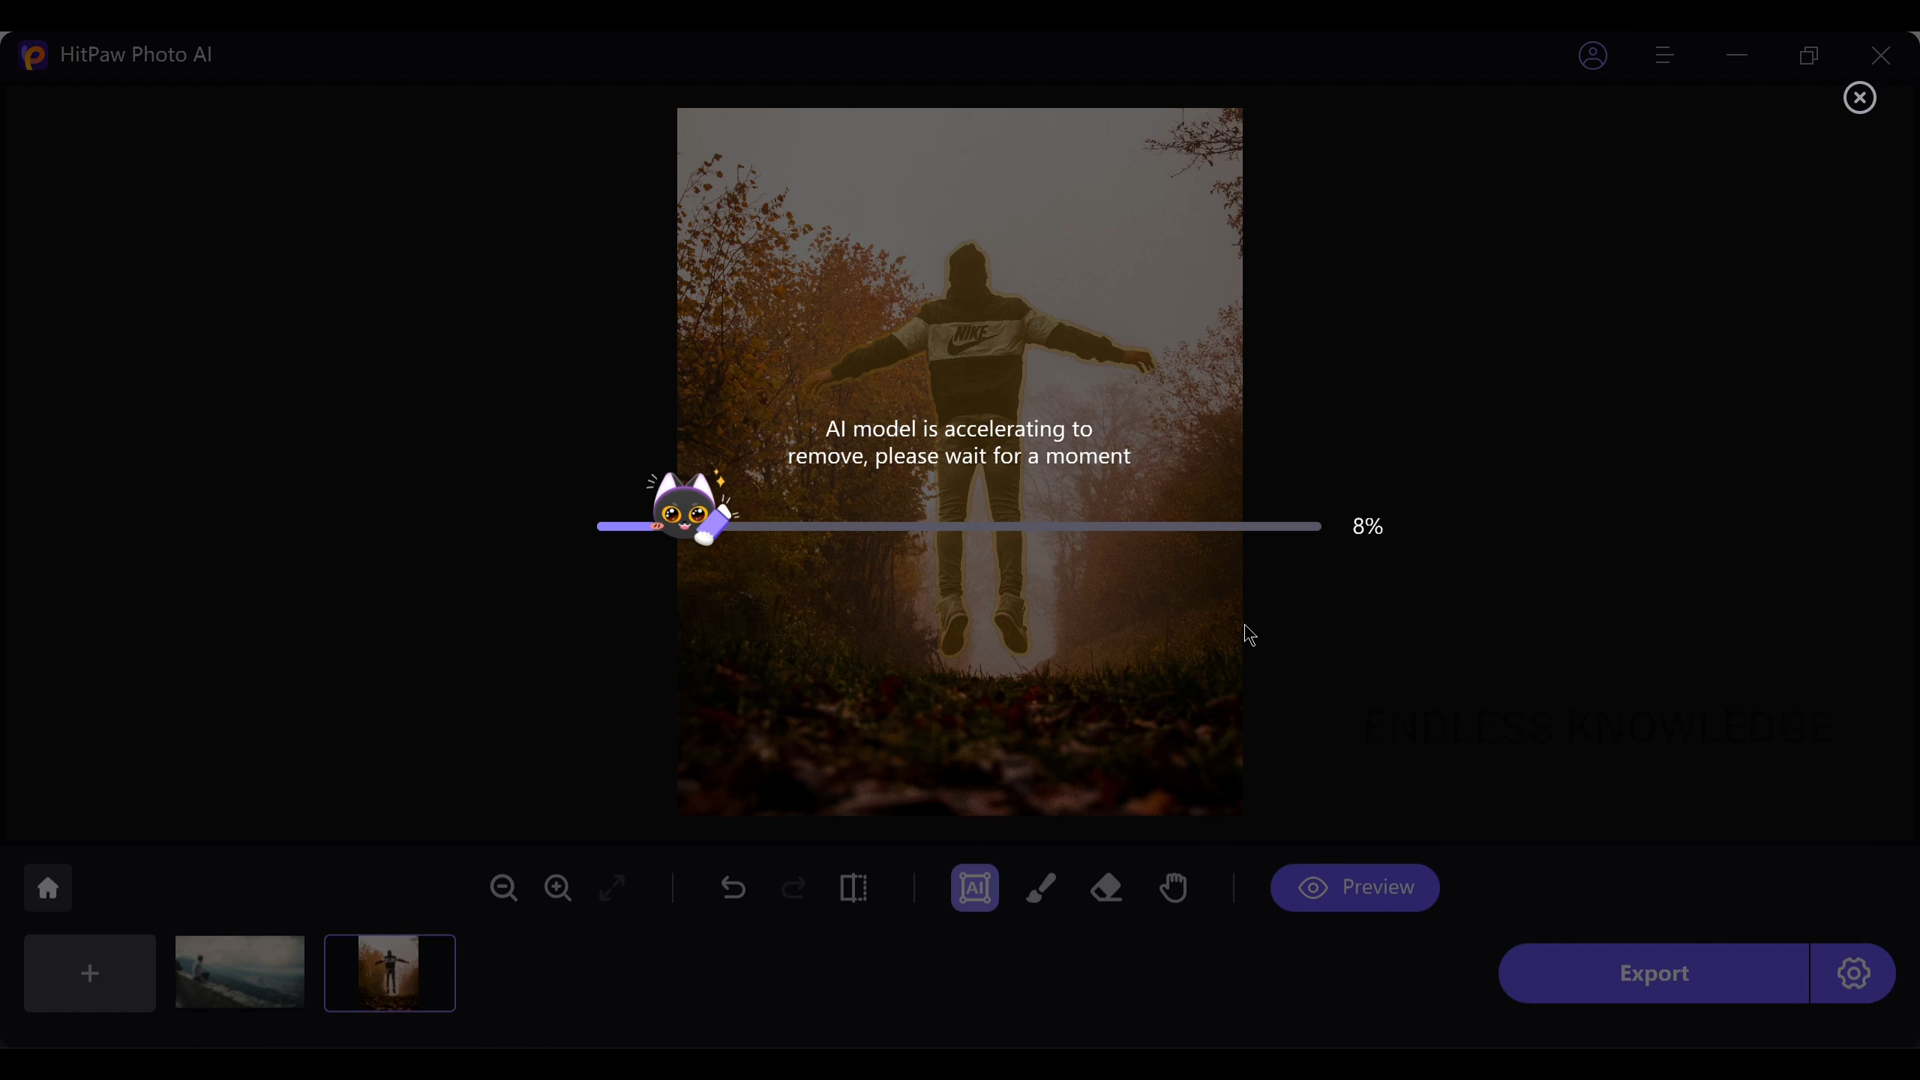 HitPaw Photo AI
NIKE
AI model is accelerating to
remove, please wait for a moment
8%
ENDLESS KNOWLEDGE
AI
Preview
Export